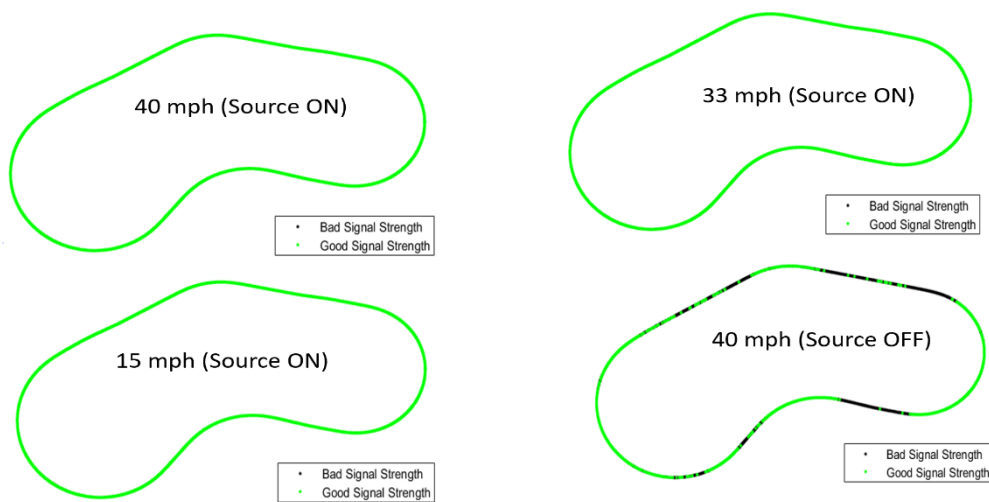 40 mph (Source ON)
Bad Signal Strength
Good Signal Strength
33 mph (Source ON)
Bad Signal Strength
Good Signal Strength
15 mph (Source ON)
Bad Signal Strength
Good Signal Strength
40 mph (Source OFF)
Bad Signal Strength
Good Signal Strength